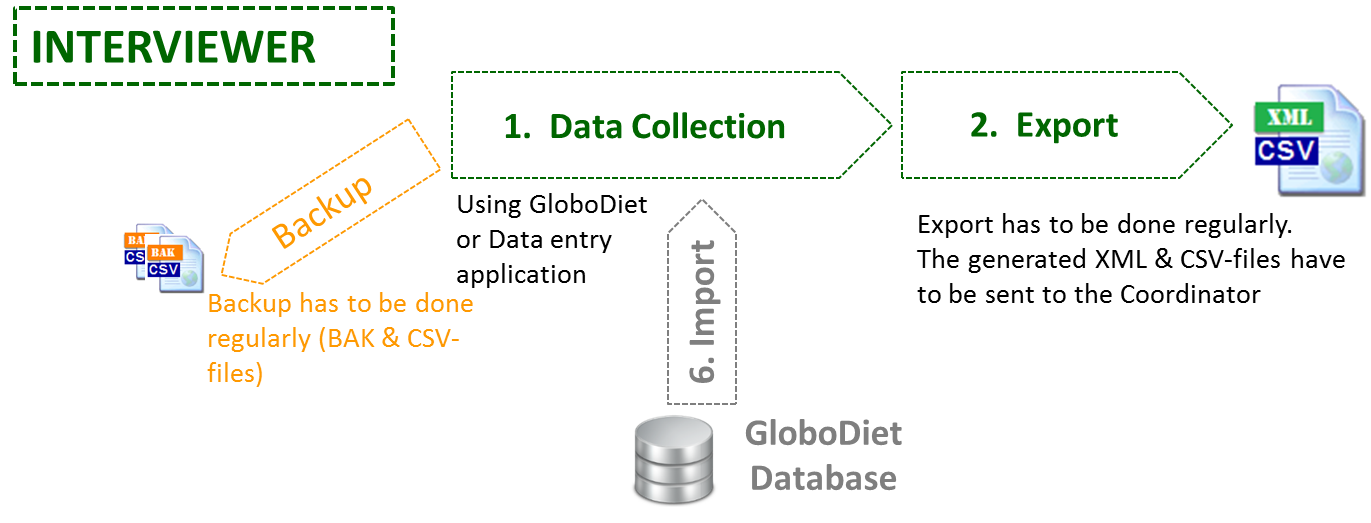 INTERVIEWER
1. Data Collection
2. Export
XML
CSV
Backup
Using GloboDiet
or Data entry
application
Export has to be done regularly.
The generated XML & CSV-files have
to be sent to the Coordinator
BA
CS
BAK
CSV
Backup has to be done
regularly (BAK & CSV-
files)
6. Import
GloboDiet
Database